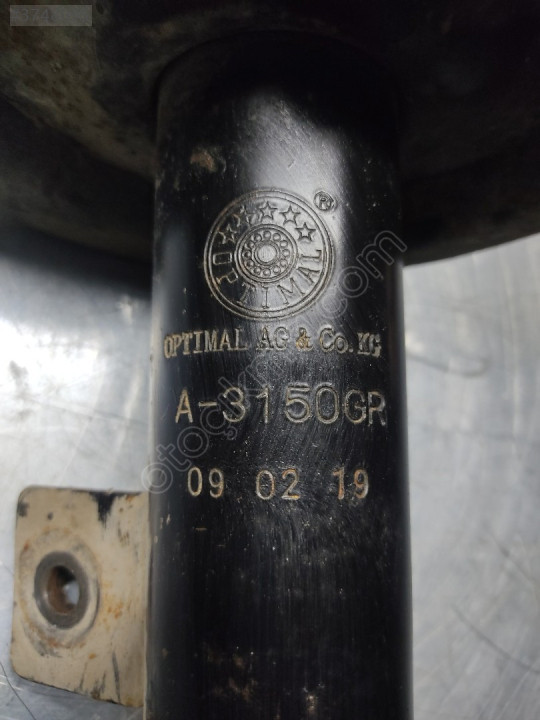 OPTIMAL
®
OPTIMAL AG & Co. KG
A-3150GR
09 02 19